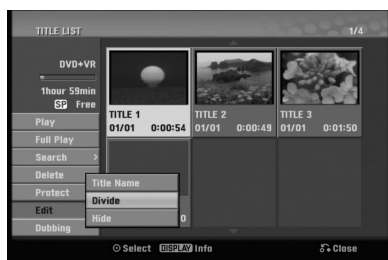 TITLE LIST
1/4
DVD+VR
1hour 59min
SP Free
Play
Full Play
Search >
Delete
Protect
Edit
Dubbing
Title Name
Divide
Hide
TITLE 1
01/01 0:00:54
TITLE 2
01/01 0:00:49
TITLE 3
01/01 0:01:50
0
Select DISPLAY Info
Close